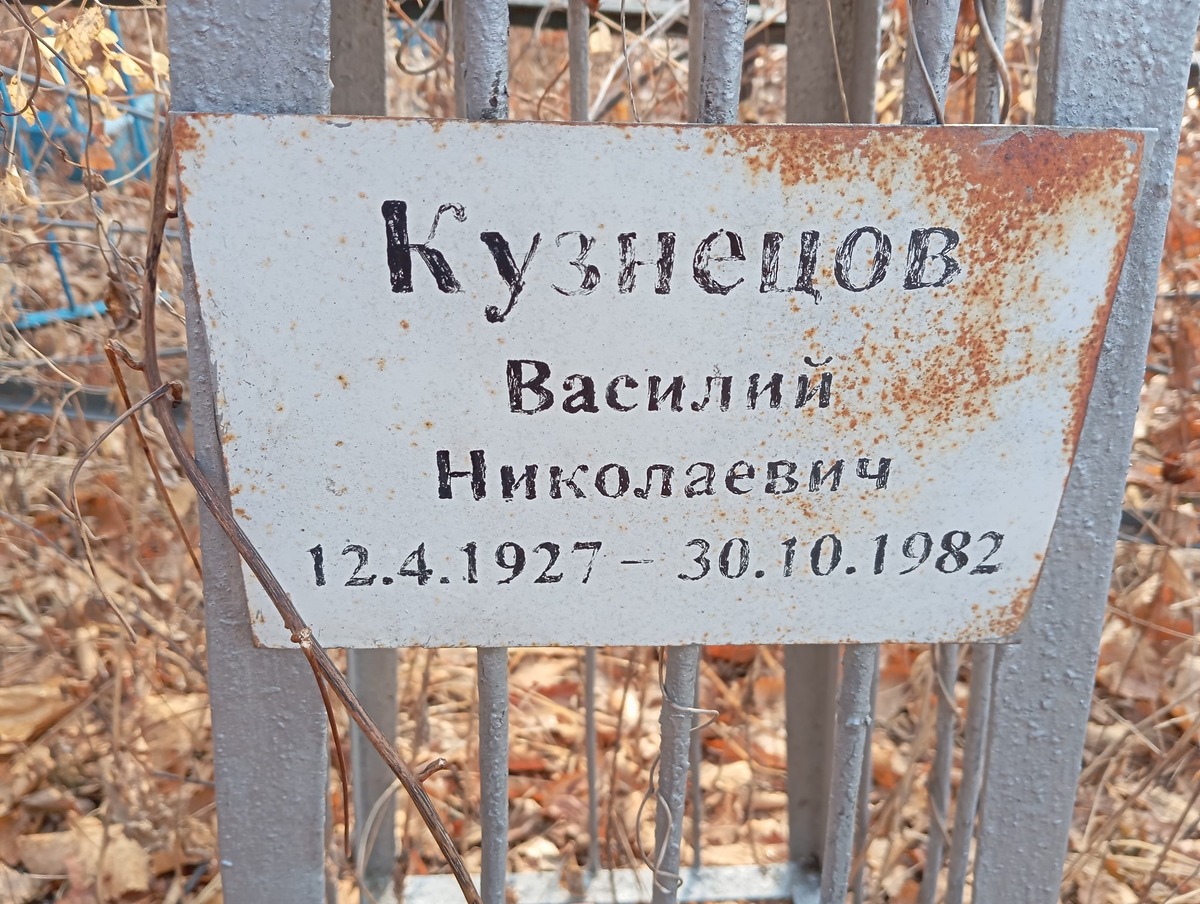 Кузнецов
Василий
Николаевич
12.4.1927 – 30.10.1982